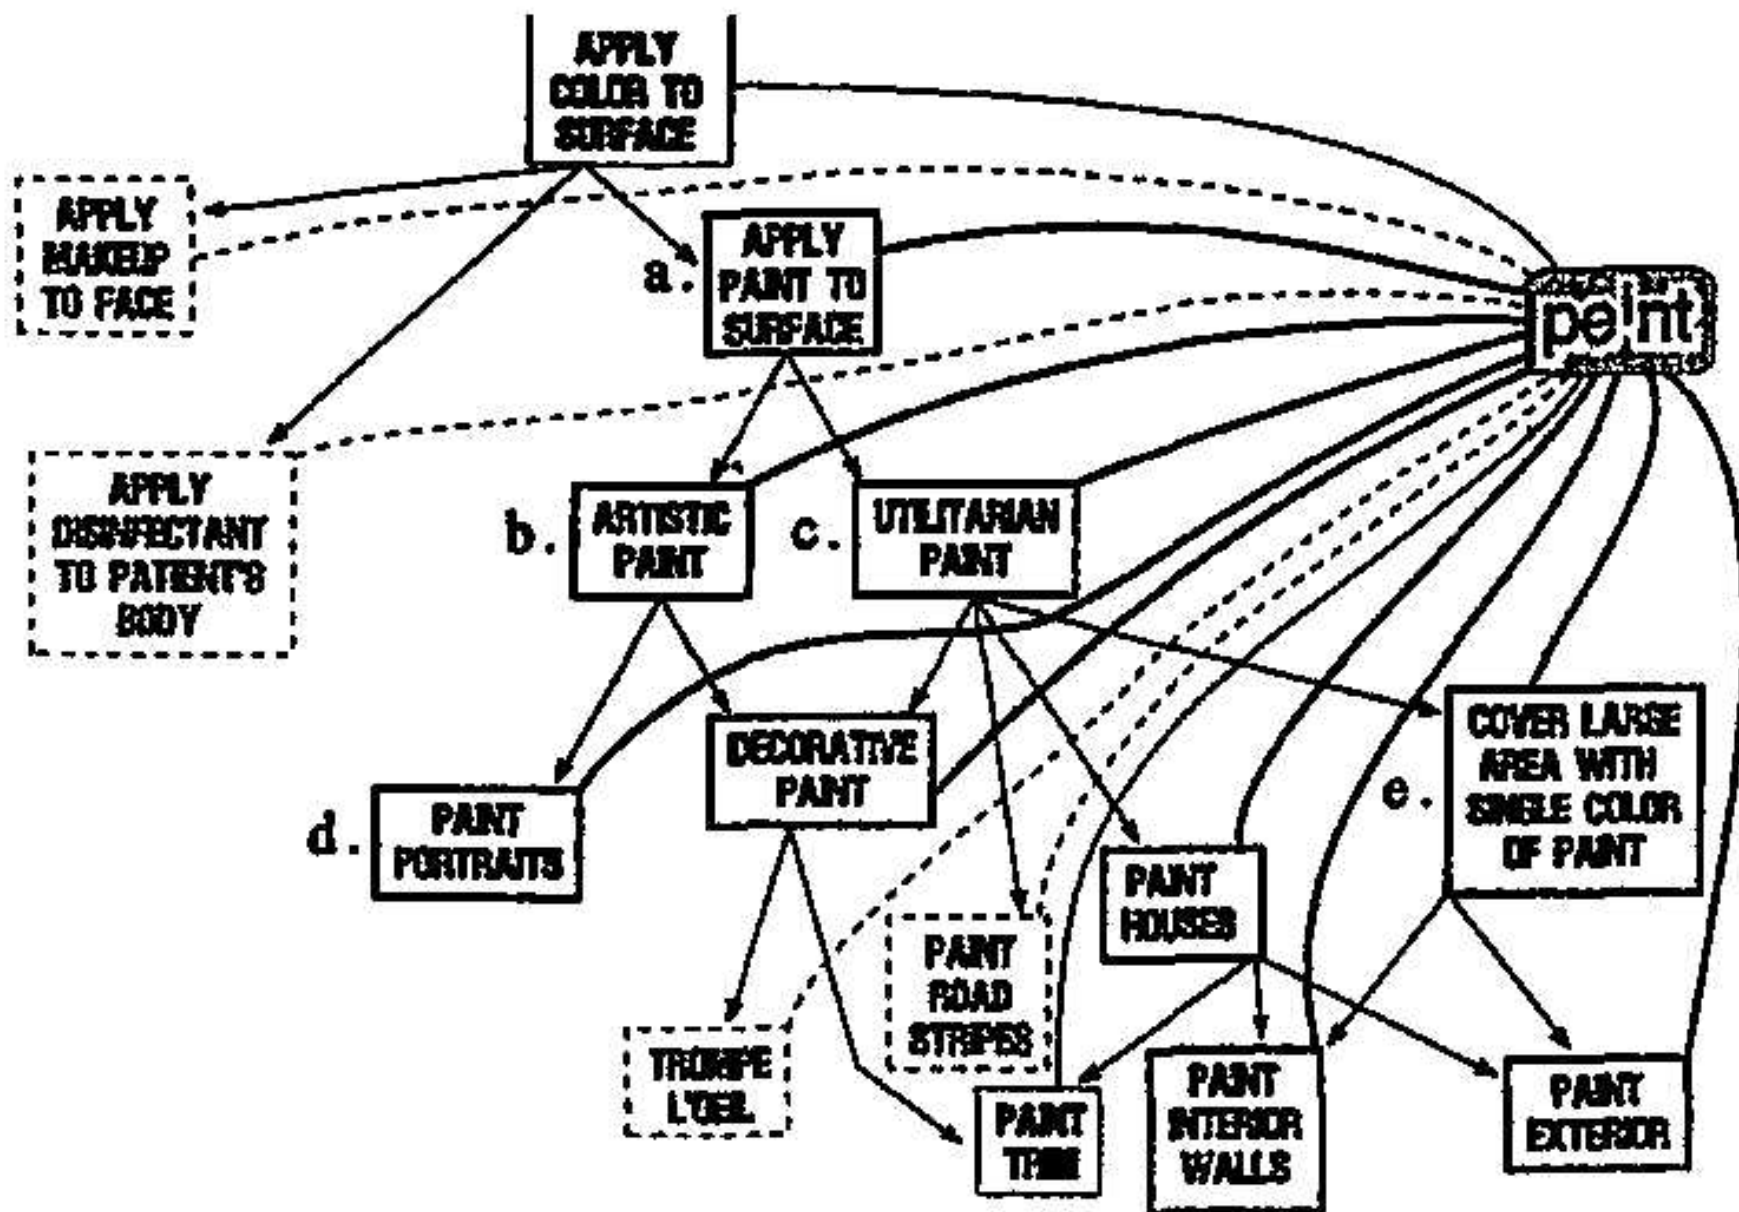 APPLY
COLOR TO
SURFACE
APPLY
MAKEUP
TO FACE
a.
APPLY
PAINT TO
SURFACE
peint
APPLY
DISINFECTANT
TO PATIENT'S
BODY
b.
ARTISTIC
PAINT
c.
UTILITARIAN
PAINT
d.
PAINT
PORTRAITS
DECORATIVE
PAINT
e.
COVER LARGE
AREA WITH
SINGLE COLOR
OF PAINT
PAINT
HOUSES
PAINT
ROAD
STRIPES
TROMPE
L'OEIL
PAINT
TRIM
PAINT
INTERIOR
WALLS
PAINT
EXTERIOR